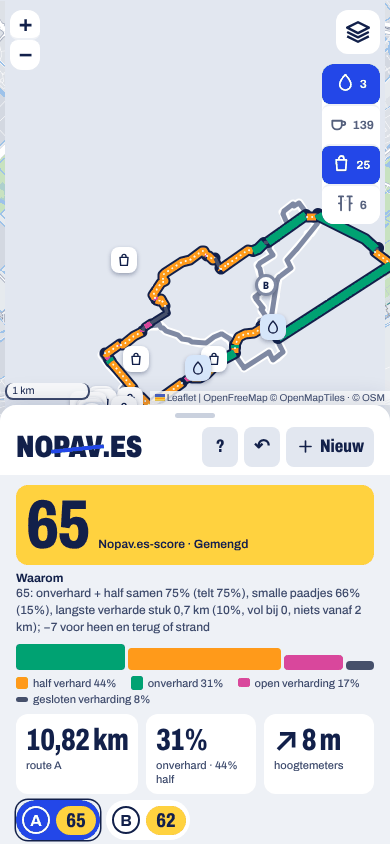 +
−
3
139
25
6
B
1 km
Leaflet | OpenFreeMap © OpenMapTiles · © OSM
NOPAV.ES
?
↶
+ Nieuw
65
Nopav.es-score · Gemengd
Waarom
65: onverhard + half samen 75% (telt 75%), smalle paadjes 66%
(15%), langste verharde stuk 0,7 km (10%, vol bij 0, niets vanaf 2
km); −7 voor heen en terug of strand
half verhard 44% onverhard 31% open verharding 17%
gesloten verharding 8%
10,82 km
route A
31%
onverhard · 44%
half
↗ 8 m
hoogtemeters
A 65
B 62